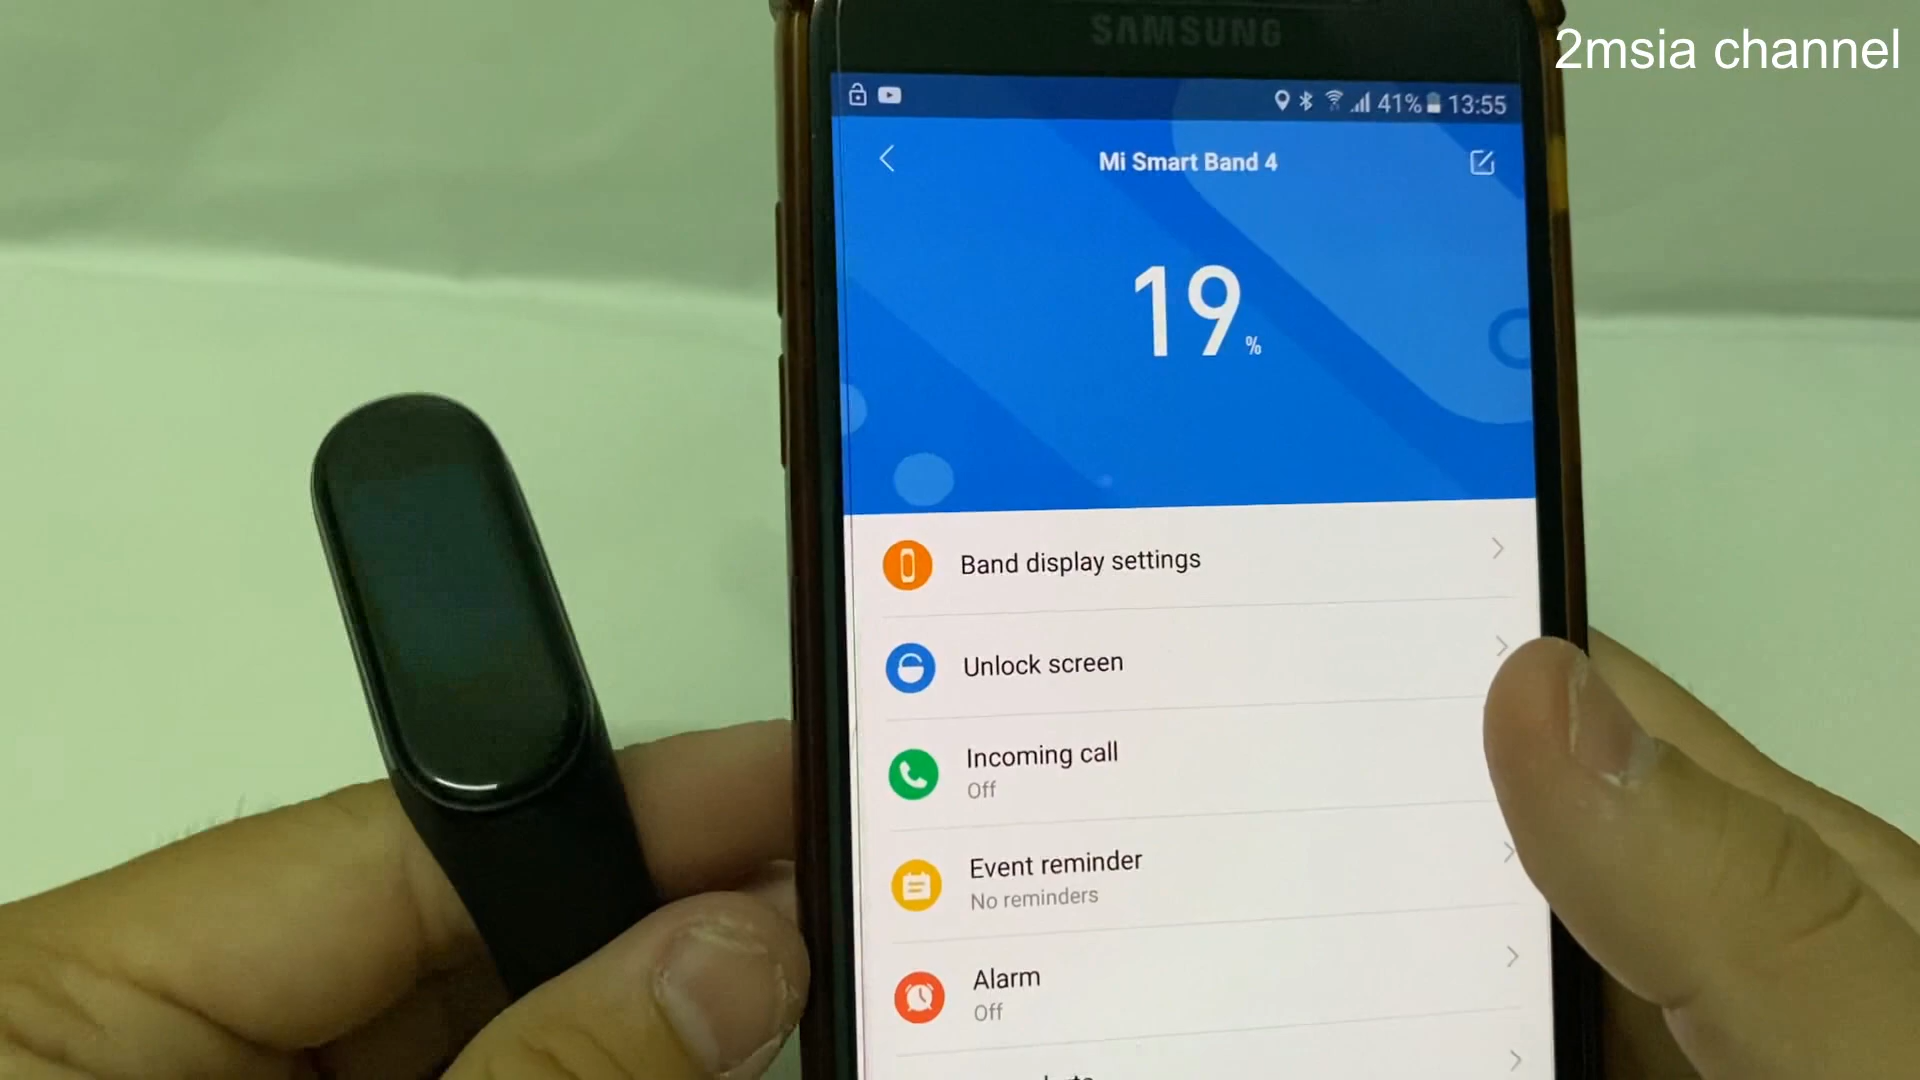 2msia channel
SAMSUNG
41% 13:55
Mi Smart Band 4
19 %
Band display settings
Unlock screen
Incoming call
Off
Event reminder
No reminders
Alarm
Off